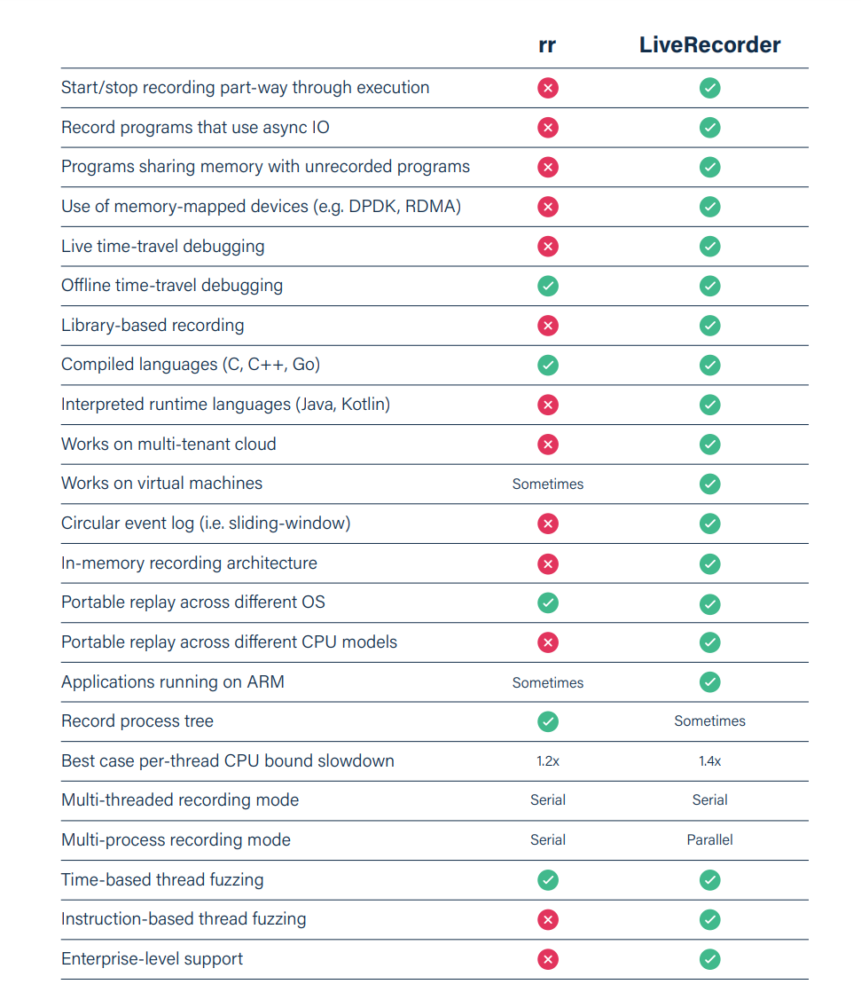 rr LiveRecorder
Start/stop recording part-way through execution
Record programs that use async IO
Programs sharing memory with unrecorded programs
Use of memory-mapped devices (e.g. DPDK, RDMA)
Live time-travel debugging
Offline time-travel debugging
Library-based recording
Compiled languages (C, C++, Go)
Interpreted runtime languages (Java, Kotlin)
Works on multi-tenant cloud
Works on virtual machines Sometimes
Circular event log (i.e. sliding-window)
In-memory recording architecture
Portable replay across different OS
Portable replay across different CPU models
Applications running on ARM Sometimes
Record process tree Sometimes
Best case per-thread CPU bound slowdown 1.2x 1.4x
Multi-threaded recording mode Serial Serial
Multi-process recording mode Serial Parallel
Time-based thread fuzzing
Instruction-based thread fuzzing
Enterprise-level support